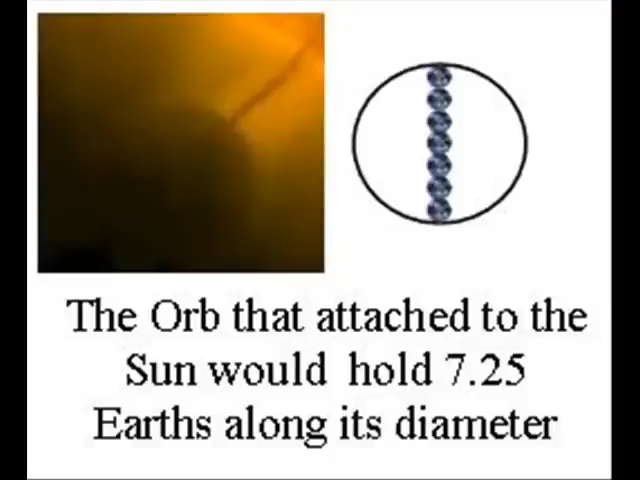 The Orb that attached to the
Sun would hold 7.25
Earths along its diameter